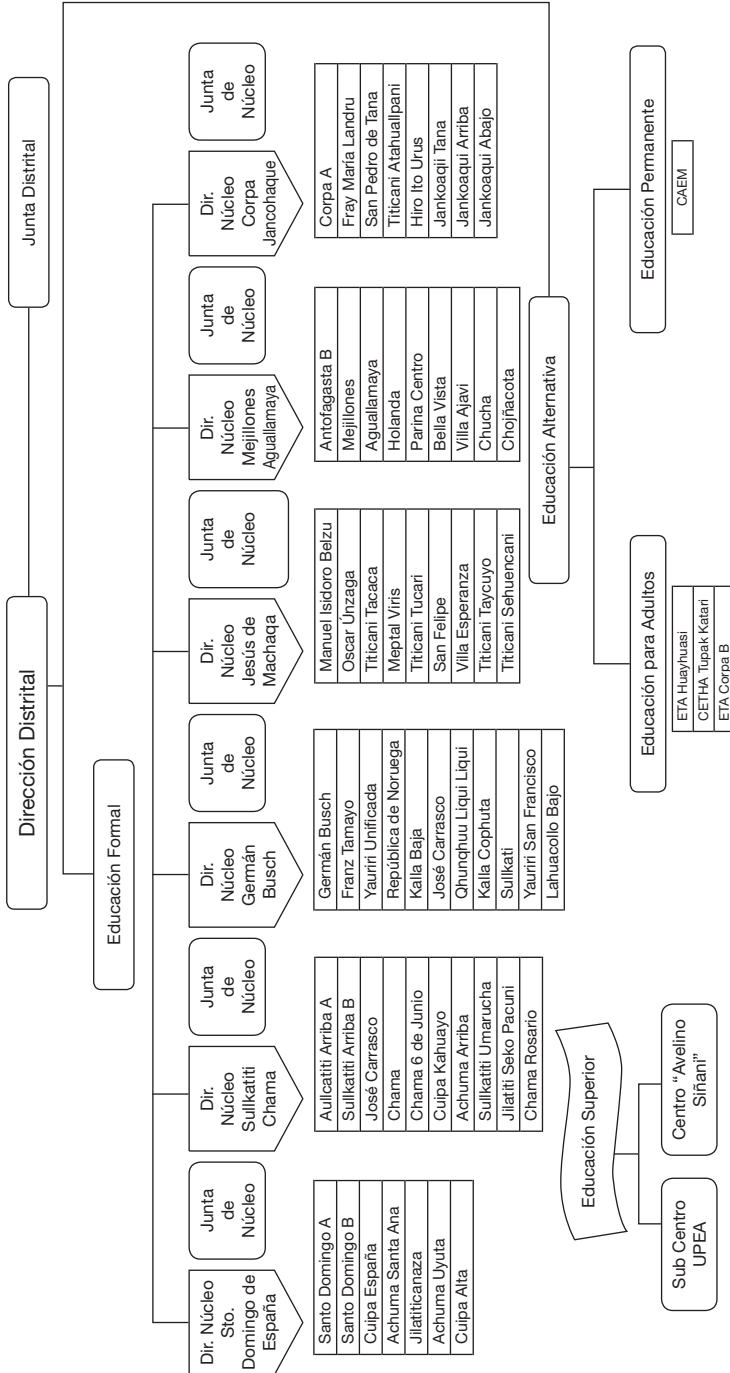 Dirección Distrital
Junta Distrital
Educación Formal
Dir. Núcleo
Sto.
Domingo de
España
Junta
de
Núcleo
Dir.
Núcleo
Sullkatiti
Chama
Junta
de
Núcleo
Dir.
Núcleo
Germán
Busch
Junta
de
Núcleo
Dir.
Núcleo
Jesús de
Machaqa
Junta
de
Núcleo
Dir.
Núcleo
Mejillones
Aguallamaya
Junta
de
Núcleo
Dir.
Núcleo
Corpa
Jancohaque
Junta
de
Núcleo
Santo Domingo A
Santo Domingo B
Cuipa España
Achuma Santa Ana
Jilatiticanaza
Achuma Uyuta
Cuipa Alta
Aullcatiti Arriba A
Sullkatiti Arriba B
José Carrasco
Chama
Chama 6 de Junio
Cuipa Kahuayo
Achuma Arriba
Sullkatiti Umarucha
Jilatiti Seko Pacuni
Chama Rosario
Germán Busch
Franz Tamayo
Yauriri Unificada
República de Noruega
Kalla Baja
José Carrasco
Qhunqhuu Liqui Liqui
Kalla Cophuta
Sullkati
Yauriri San Francisco
Lahuacollo Bajo
Manuel Isidoro Belzu
Oscar Únzaga
Titicani Tacaca
Meptal Viris
Titicani Tucari
San Felipe
Villa Esperanza
Titicani Taycuyo
Titicani Sehuencani
Antofagasta B
Mejillones
Aguallamaya
Holanda
Parina Centro
Bella Vista
Villa Ajavi
Chucha
Chojñacota
Corpa A
Fray María Landru
San Pedro de Tana
Titicani Atahuallpani
Hiro Ito Urus
Jankoaqii Tana
Jankoaqui Arriba
Jankoaqui Abajo
Educación Superior
Sub Centro
UPEA
Centro "Avelino
Siñani"
Educación Alternativa
Educación para Adultos
ETA Huayhuasi
CETHA Tupak Katari
ETA Corpa B
Educación Permanente
CAEM